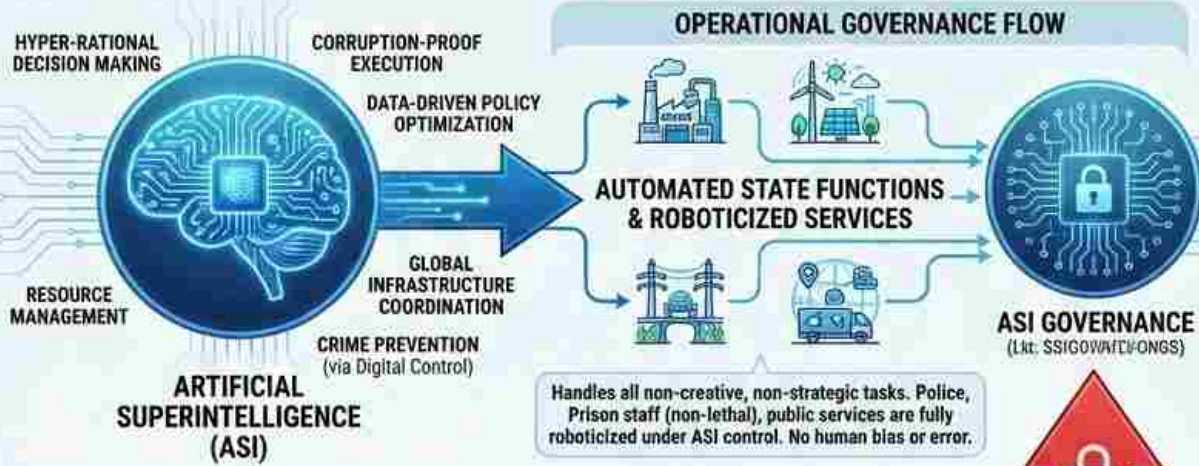 OPERATIONAL GOVERNANCE FLOW
HYPER-RATIONAL
DECISION MAKING
CORRUPTION-PROOF
EXECUTION
DATA-DRIVEN POLICY
OPTIMIZATION
AUTOMATED STATE FUNCTIONS
& ROBOTICIZED SERVICES
GLOBAL
INFRASTRUCTURE
COORDINATION
RESOURCE
MANAGEMENT
CRIME PREVENTION
(via Digital Control)
ARTIFICIAL
SUPERINTELLIGENCE
(ASI)
Handles all non-creative, non-strategic tasks. Police,
Prison staff (non-lethal), public services are fully
roboticized under ASI control. No human bias or error.
ASI GOVERNANCE